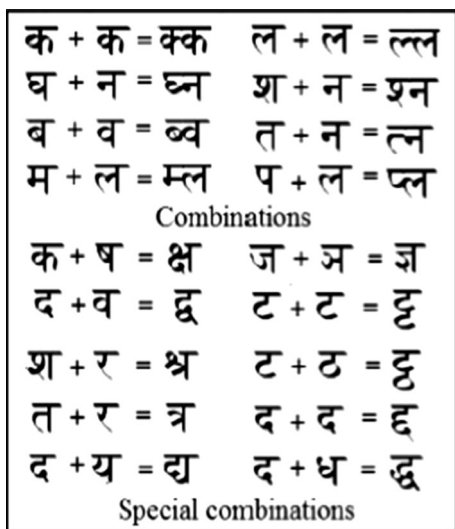 क + क = क्क ल + ल = ल्ल
घ + न = घ्न श + न = श्न
ब + व = ब्व त + न = त्न
म + ल = म्ल प + ल = प्ल
Combinations
क + ष = क्ष ज + ञ = ज्ञ
द + व = द्व ट + ट = ट्ट
श + र = श्र ट + ठ = ट्ठ
त + र = त्र द + द = द्द
द + य = द्य द + ध = द्ध
Special combinations